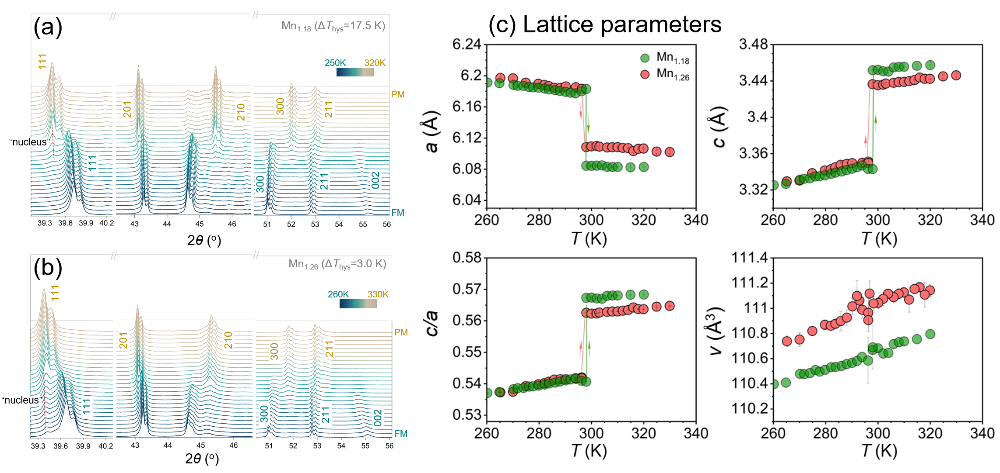 (a)
Mn1.18 (ΔThys=17.5 K)
250K 320K
111
201
210
300
211
PM
"nucleus"
111
300
211
002
FM
39.3 39.6 39.9 40.2 43 44 45 46 51 52 53 54 55 56
2θ (o)
(b)
Mn1.26 (ΔThys=3.0 K)
260K 330K
111
201
210
300
211
PM
"nucleus"
111
300
211
002
FM
39.3 39.6 39.9 40.2 43 44 45 46 51 52 53 54 55 56
2θ (o)
(c) Lattice parameters
6.24
6.2
6.16
6.12
6.08
6.04
a (Å)
Mn1.18
Mn1.26
260 280 300 320 340
T (K)
3.48
3.44
3.4
3.36
3.32
c (Å)
260 280 300 320 340
T (K)
0.58
0.57
0.56
0.55
0.54
0.53
c/a
260 280 300 320 340
T (K)
111.4
111.2
111
110.8
110.6
110.4
110.2
v (Å3)
260 280 300 320 340
T (K)